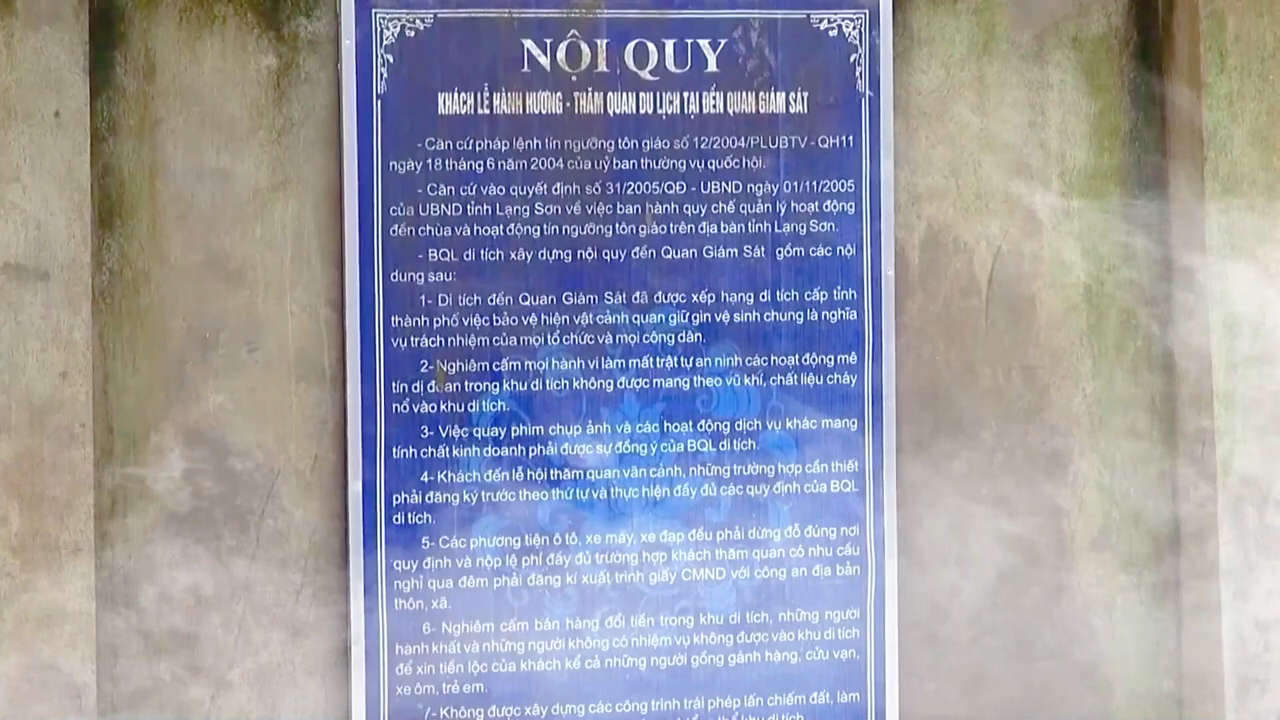 NỘI QUY
KHÁCH LỄ HÀNH HƯƠNG - THĂM QUAN DU LỊCH TẠI ĐỀN QUAN GIÁM SÁT
- Căn cứ pháp lệnh tín ngưỡng tôn giáo số 12/2004/PLUBTV - QH11
ngày 18 tháng 6 năm 2004 của uỷ ban thường vụ quốc hội.
- Căn cứ vào quyết định số 31/2005/QĐ - UBND ngày 01/11/2005
của UBND tỉnh Lạng Sơn về việc ban hành quy chế quản lý hoạt động
đền chùa và hoạt động tín ngưỡng tôn giáo trên địa bàn tỉnh Lạng Sơn.
- BQL di tích xây dựng nội quy đền Quan Giám Sát gồm các nội
dung sau:
1- Di tích đền Quan Giám Sát đã được xếp hạng di tích cấp tỉnh
thành phố việc bảo vệ hiện vật cảnh quan giữ gìn vệ sinh chung là nghĩa
vụ trách nhiệm của mọi tổ chức và mọi công dân.
2- Nghiêm cấm mọi hành vi làm mất trật tự an ninh các hoạt động mê
tín dị đoan trong khu di tích không được mang theo vũ khí, chất liệu cháy
nổ vào khu di tích.
3- Việc quay phim chụp ảnh và các hoạt động dịch vụ khác mang
tính chất kinh doanh phải được sự đồng ý của BQL di tích.
4- Khách đến lễ hội thăm quan vãn cảnh, những trường hợp cần thiết
phải đăng ký trước theo thứ tự và thực hiện đầy đủ các quy định của BQL
di tích.
5- Các phương tiện ô tô, xe máy, xe đạp đều phải dừng đỗ đúng nơi
quy định và nộp lệ phí đầy đủ trường hợp khách thăm quan có nhu cầu
nghỉ qua đêm phải đăng kí xuất trình giấy CMND với công an địa bàn
thôn, xã.
6- Nghiêm cấm bán hàng đổi tiền trong khu di tích, những người
hành khất và những người không có nhiệm vụ không được vào khu di tích
để xin tiền lộc của khách kể cả những người gồng gánh hàng, cửu vạn,
xe ôm, trẻ em.
7- Không được xây dựng các công trình trái phép lấn chiếm đất, làm
khu di tích